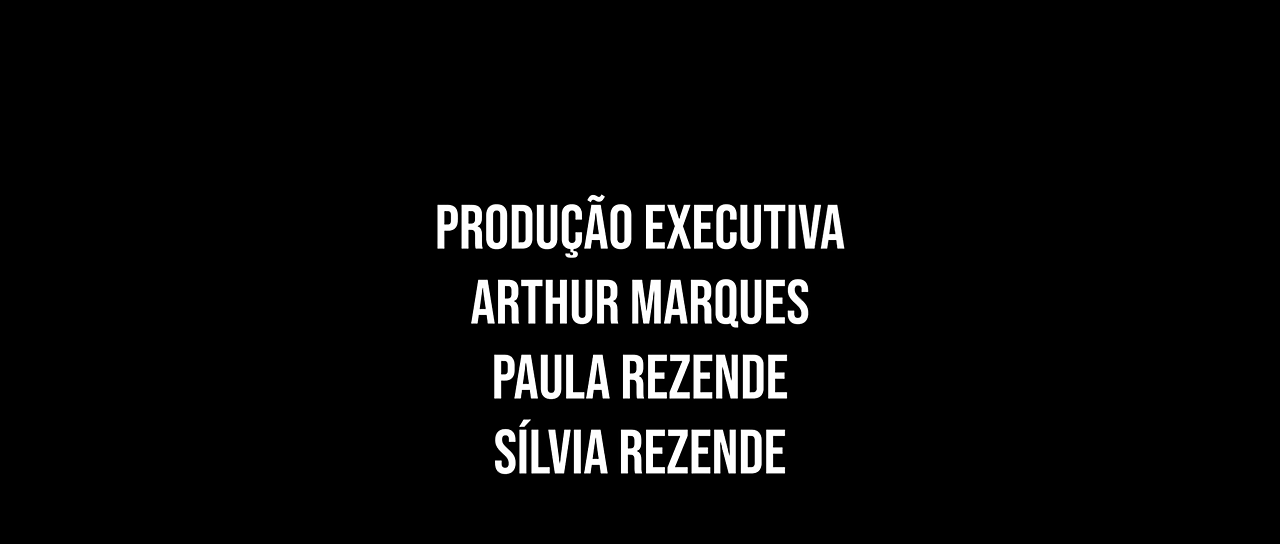 PRODUÇÃO EXECUTIVA
ARTHUR MARQUES
PAULA REZENDE
SÍLVIA REZENDE